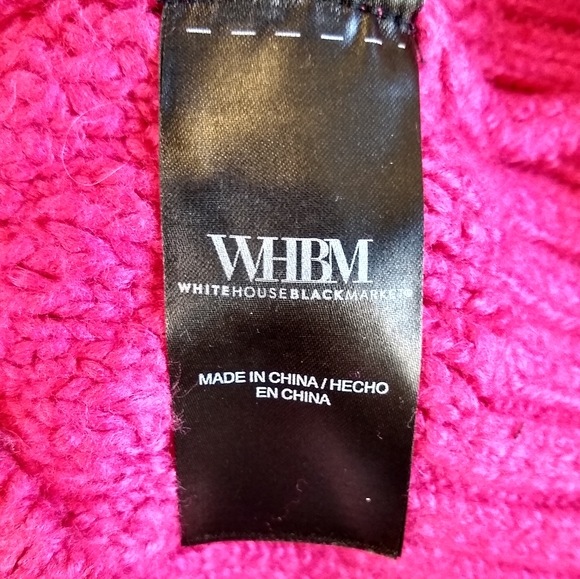 WHBM
WHITEHOUSEBLACKMARKET®
MADE IN CHINA / HECHO
EN CHINA